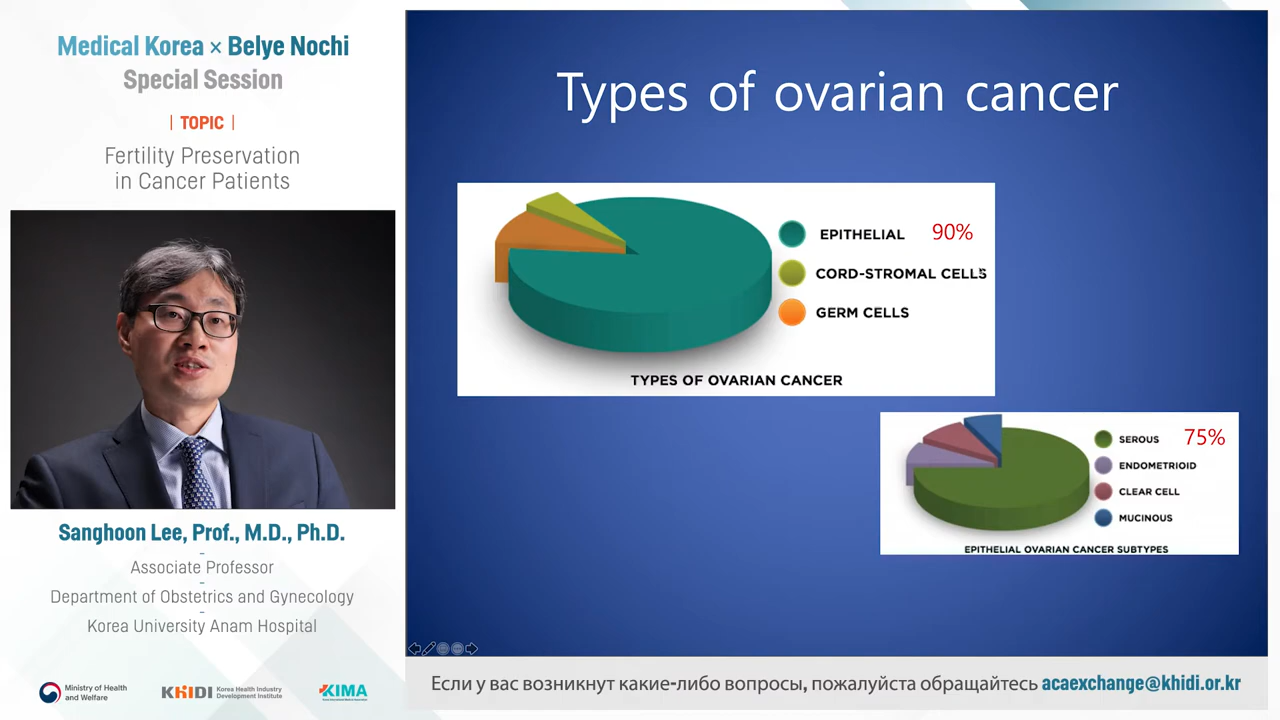 Medical Korea × Belye Nochi
Special Session
| TOPIC |
Fertility Preservation
in Cancer Patients
Sanghoon Lee, Prof., M.D., Ph.D.
Associate Professor
Department of Obstetrics and Gynecology
Korea University Anam Hospital
Ministry of Health
and Welfare
KHIDI Korea Health Industry
Development Institute
KIMA
Types of ovarian cancer
EPITHELIAL 90%
CORD-STROMAL CELLS
GERM CELLS
TYPES OF OVARIAN CANCER
SEROUS 75%
ENDOMETRIOID
CLEAR CELL
MUCINOUS
EPITHELIAL OVARIAN CANCER SUBTYPES
Если у вас возникнут какие-либо вопросы, пожалуйста обращайтесь acaexchange@khidi.or.kr